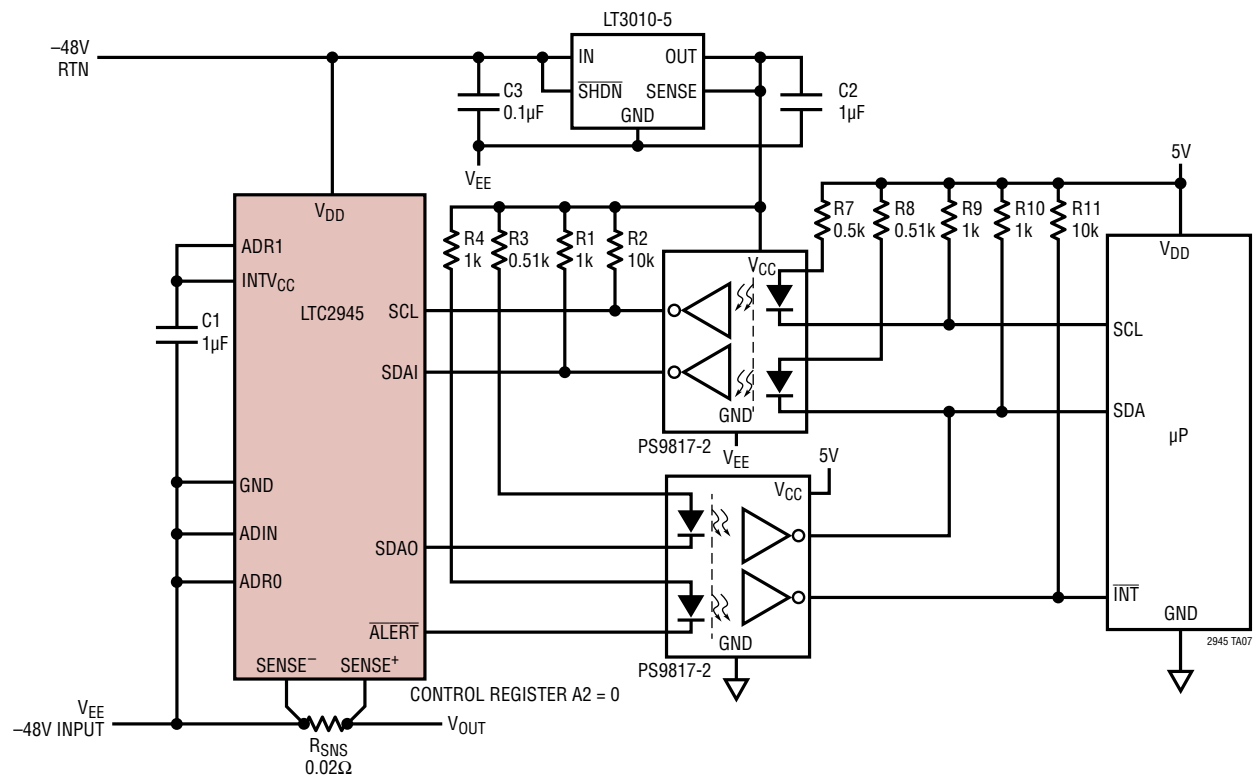 LT3010-5
–48V
RTN
IN
OUT
SHDN
SENSE
GND
C3
0.1µF
C2
1µF
VEE
5V
VDD
R4
1k
R3
0.51k
R1
1k
R2
10k
R7
0.5k
R8
0.51k
R9
1k
R10
1k
R11
10k
VDD
ADR1
INTVCC
LTC2945
SCL
VCC
C1
1µF
SCL
SDAI
GND
SDA
µP
PS9817-2
VEE
5V
GND
VCC
ADIN
SDAO
ADR0
INT
ALERT
GND
GND
2945 TA07
SENSE–
SENSE+
PS9817-2
CONTROL REGISTER A2 = 0
VEE
–48V INPUT
VOUT
RSNS
0.02Ω